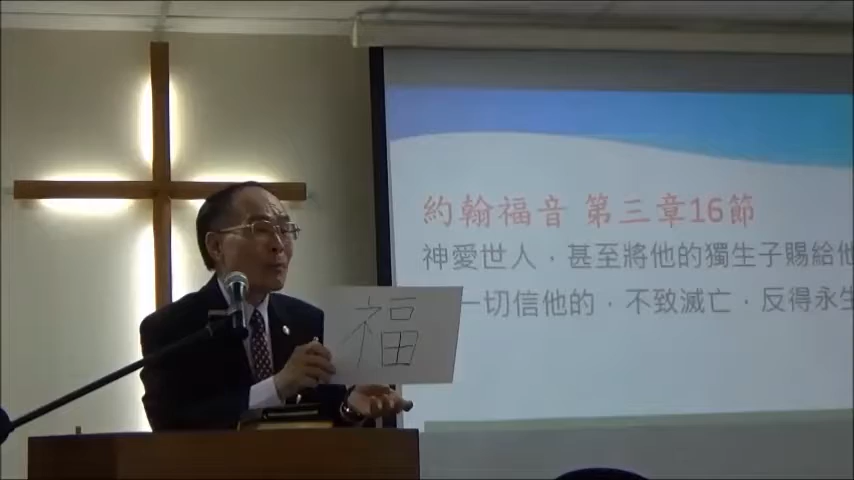 約翰福音 第三章16節
神愛世人，甚至將他的獨生子賜給他
一切信他的，不致滅亡，反得永生
福